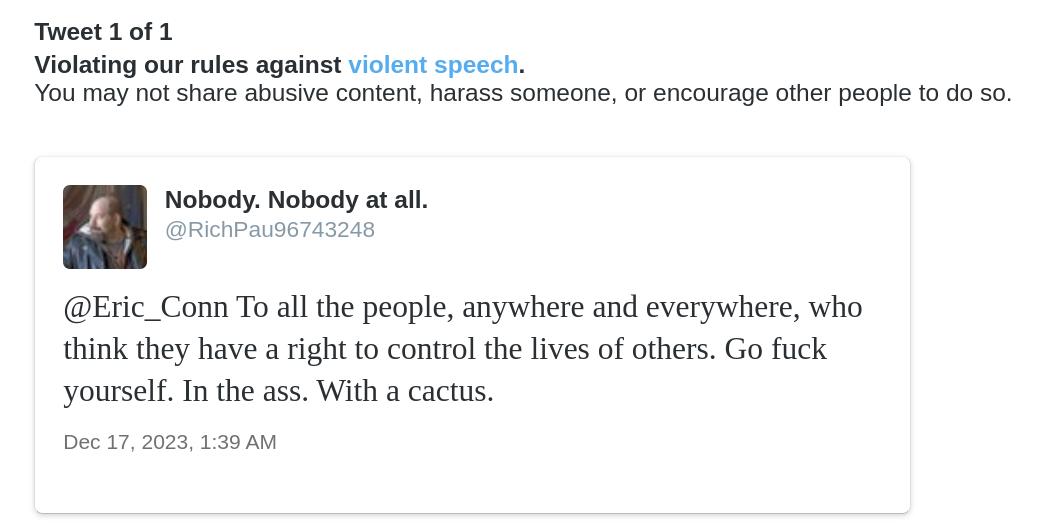 Tweet 1 of 1
Violating our rules against violent speech.
You may not share abusive content, harass someone, or encourage other people to do so.
Nobody. Nobody at all.
@RichPau96743248
@Eric_Conn To all the people, anywhere and everywhere, who
think they have a right to control the lives of others. Go fuck
yourself. In the ass. With a cactus.
Dec 17, 2023, 1:39 AM